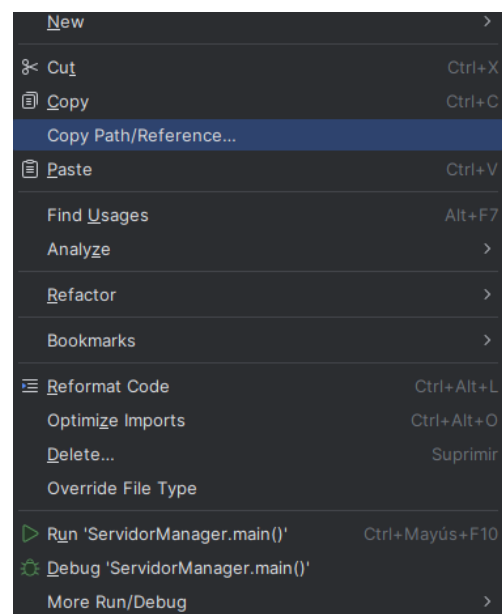 New
Cut Ctrl+X
Copy Ctrl+C
Copy Path/Reference...
Paste Ctrl+V
Find Usages Alt+F7
Analyze
Refactor
Bookmarks
Reformat Code Ctrl+Alt+L
Optimize Imports Ctrl+Alt+O
Delete... Suprimir
Override File Type
Run 'ServidorManager.main()' Ctrl+Mayús+F10
Debug 'ServidorManager.main()'
More Run/Debug